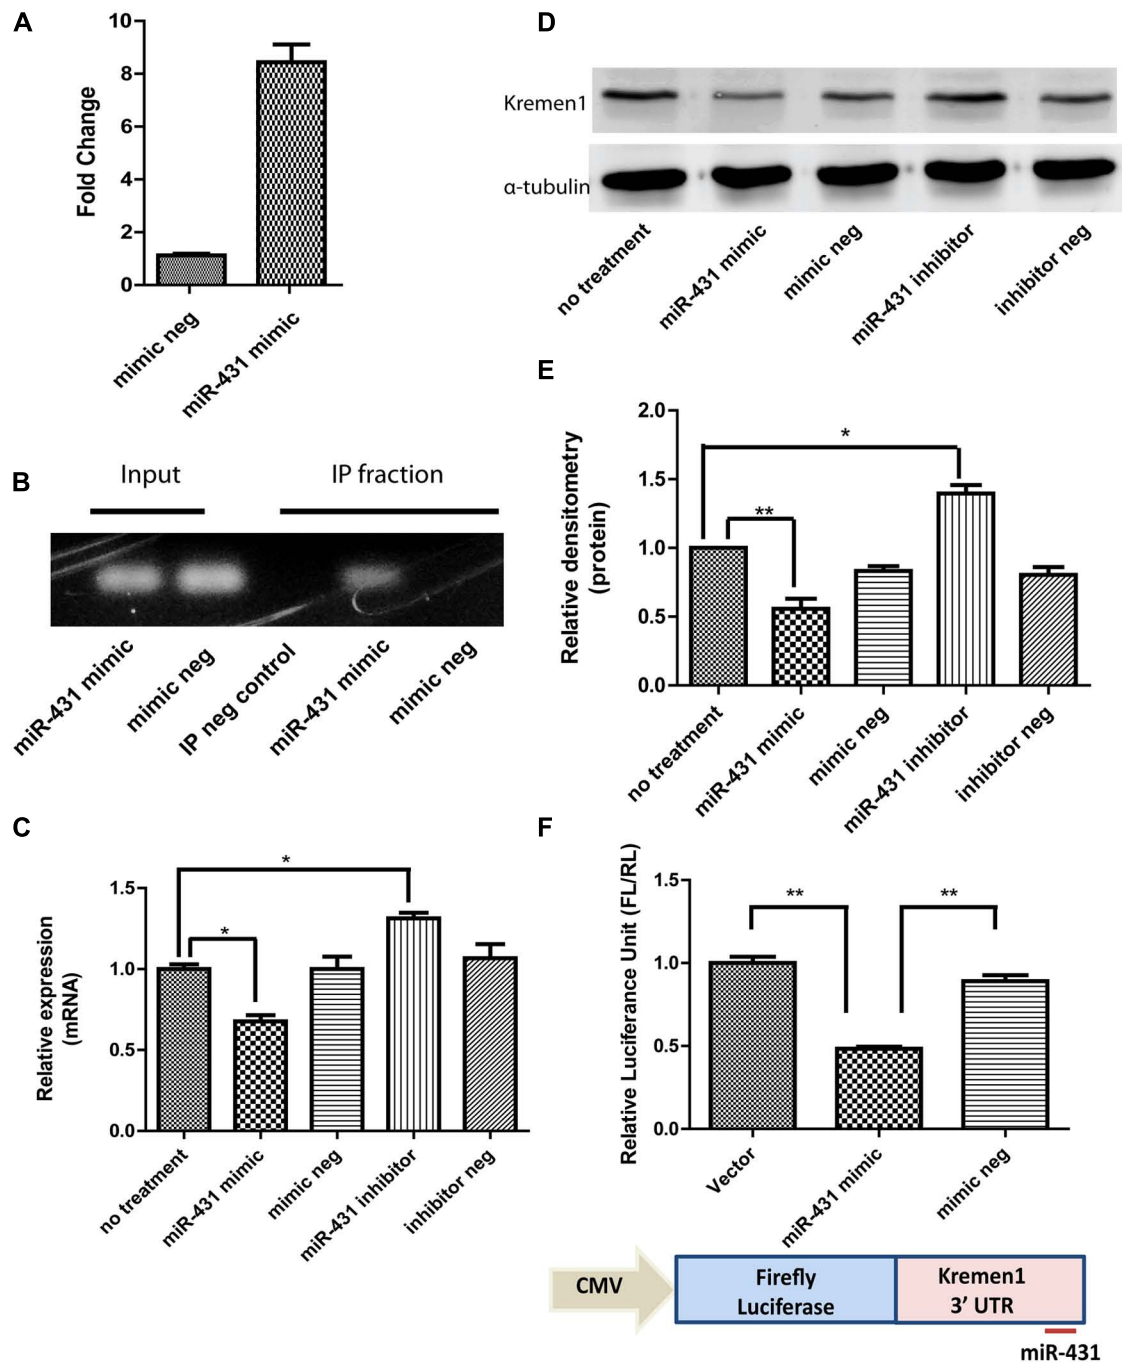 A
10
8
6
4
2
0
Fold Change
mimic neg
miR-431 mimic
B
Input
IP fraction
miR-431 mimic
mimic neg
IP neg control
miR-431 mimic
mimic neg
C
*
*
1.5
1.0
0.5
0.0
Relative expression
(mRNA)
no treatment
miR-431 mimic
mimic neg
miR-431 inhibitor
inhibitor neg
D
Kremen1
α-tubulin
no treatment
miR-431 mimic
mimic neg
miR-431 inhibitor
inhibitor neg
E
2.0
1.5
1.0
0.5
0.0
Relative densitometry
(protein)
*
**
no treatment
miR-431 mimic
mimic neg
miR-431 inhibitor
inhibitor neg
F
1.5
1.0
0.5
0.0
Relative Luciferance Unit (FL/RL)
**
**
Vector
miR-431 mimic
mimic neg
CMV
Firefly
Luciferase
Kremen1
3’ UTR
miR-431